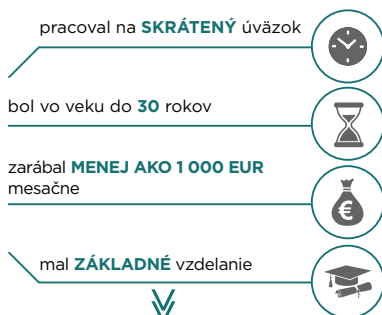 pracoval na SKRÁTENÝ úväzok
bol vo veku do 30 rokov
zarábal MENEJ AKO 1 000 EUR
mesačne
mal ZÁKLADNÉ vzdelanie